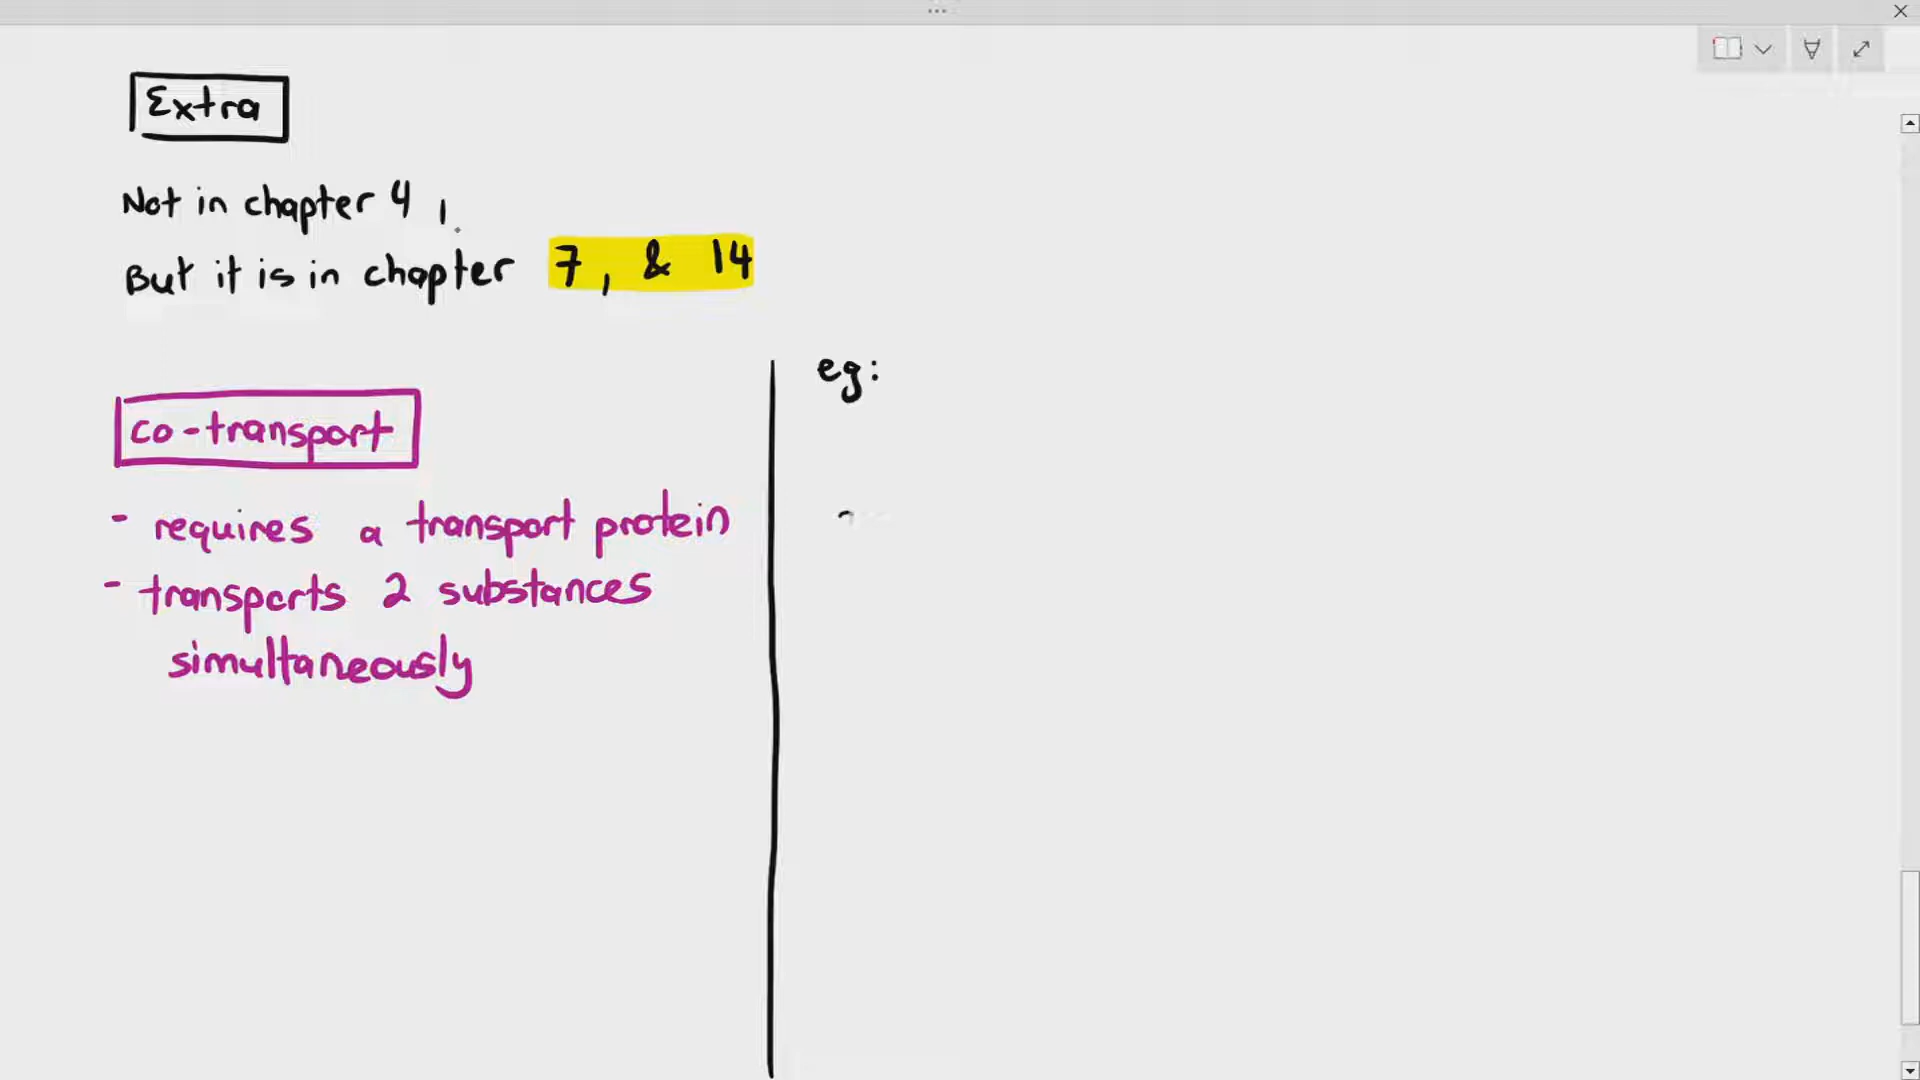 Extra
Not in chapter 4,
But it is in chapter 7, & 14
co-transport
- requires a transport protein
- transports 2 substances
simultaneously
eg: